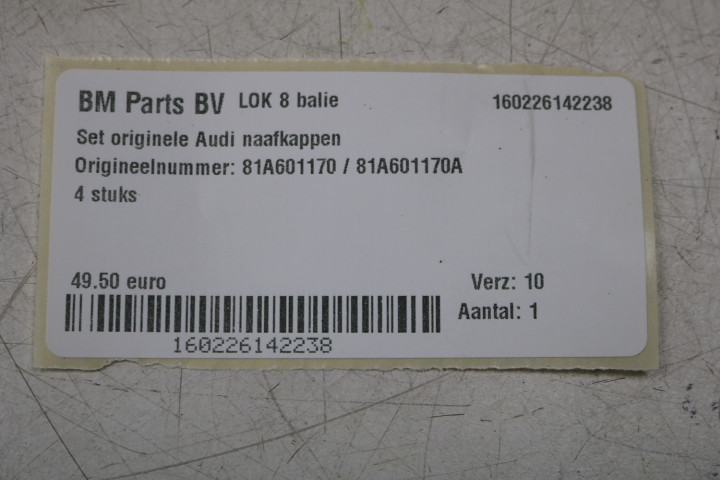 BM Parts BV LOK 8 balie 160226142238
Set originele Audi naafkappen
Origineelnummer: 81A601170 / 81A601170A
4 stuks
49.50 euro Verz: 10
Aantal: 1
160226142238